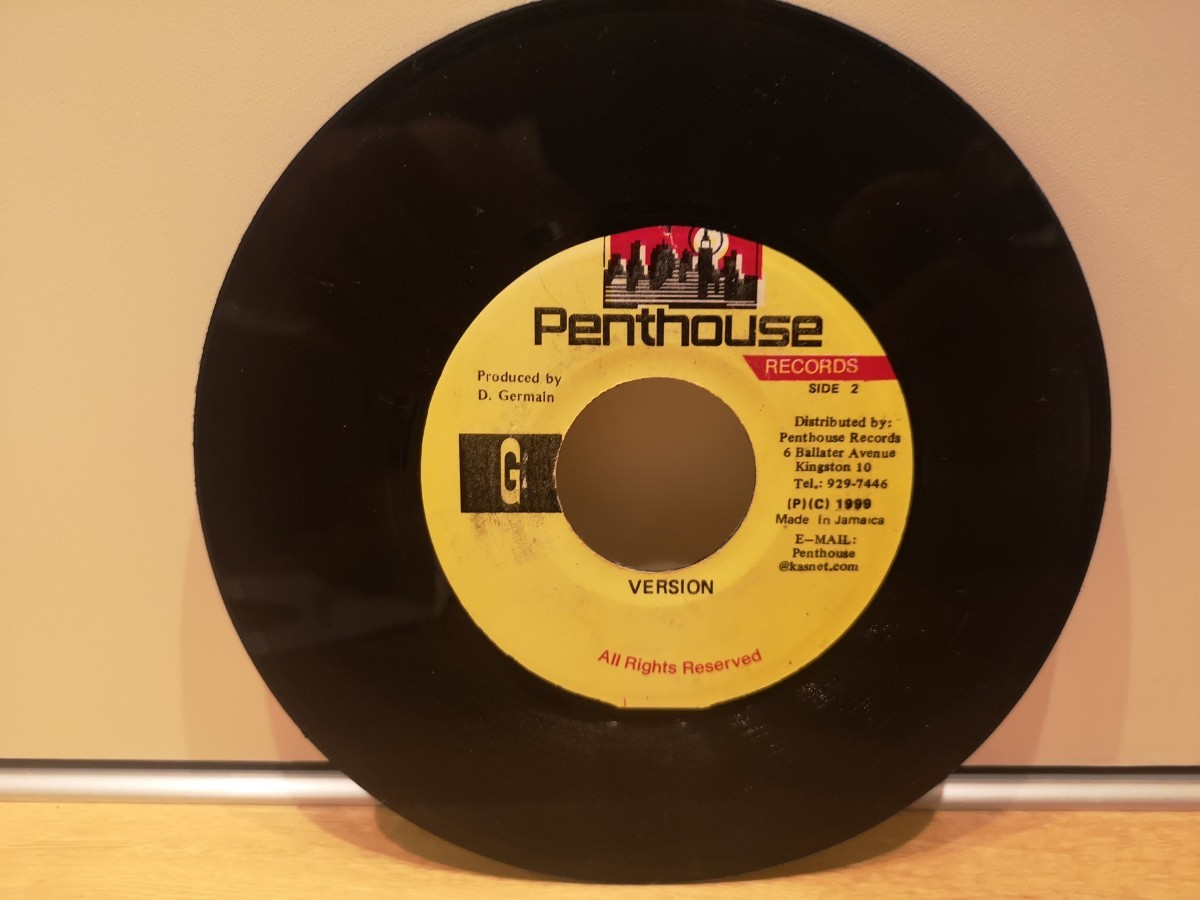 Penthouse
RECORDS
SIDE 2
Produced by
D. Germain
G
Distributed by:
Penthouse Records
6 Ballater Avenue
Kingston 10
Tel.: 929-7446
(P)(C) 1999
Made In Jamaica
E-MAIL:
Penthouse
@kasnet.com
VERSION
All Rights Reserved